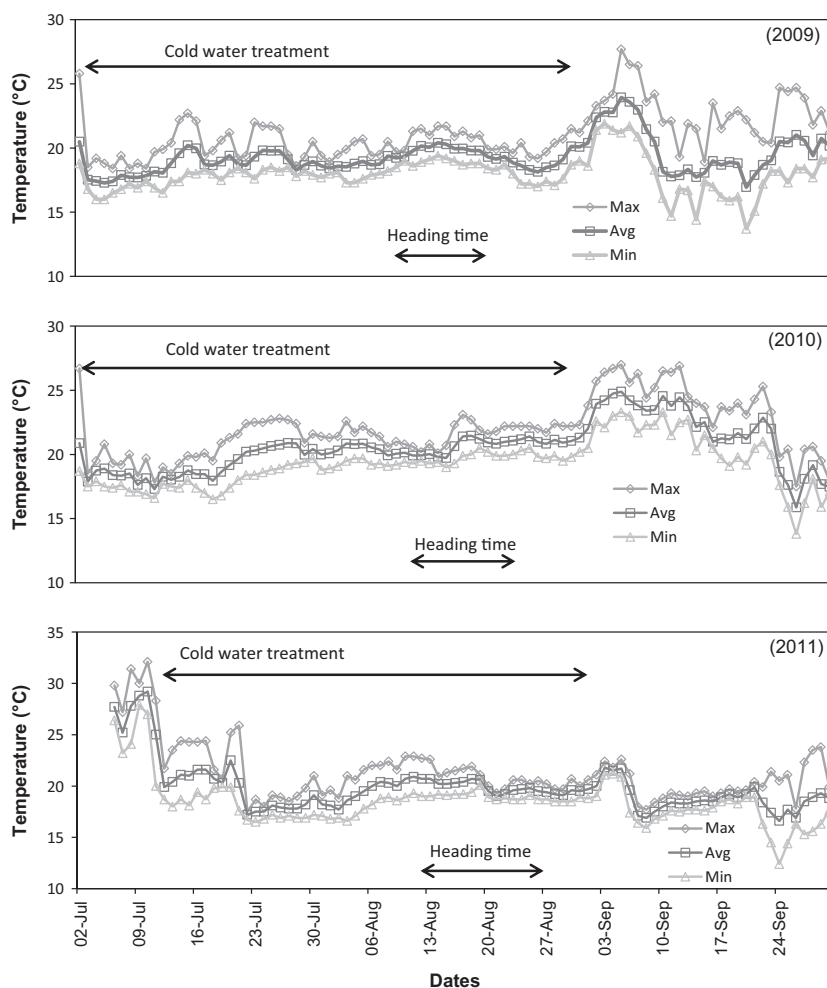 30
25
20
15
10
Temperature (°C)
(2009)
Cold water treatment
Heading time
Max
Avg
Min
30
25
20
15
10
Temperature (°C)
(2010)
Cold water treatment
Heading time
Max
Avg
Min
35
30
25
20
15
10
Temperature (°C)
(2011)
Cold water treatment
Heading time
Max
Avg
Min
02-Jul
09-Jul
16-Jul
23-Jul
30-Jul
06-Aug
13-Aug
20-Aug
27-Aug
03-Sep
10-Sep
17-Sep
24-Sep
Dates